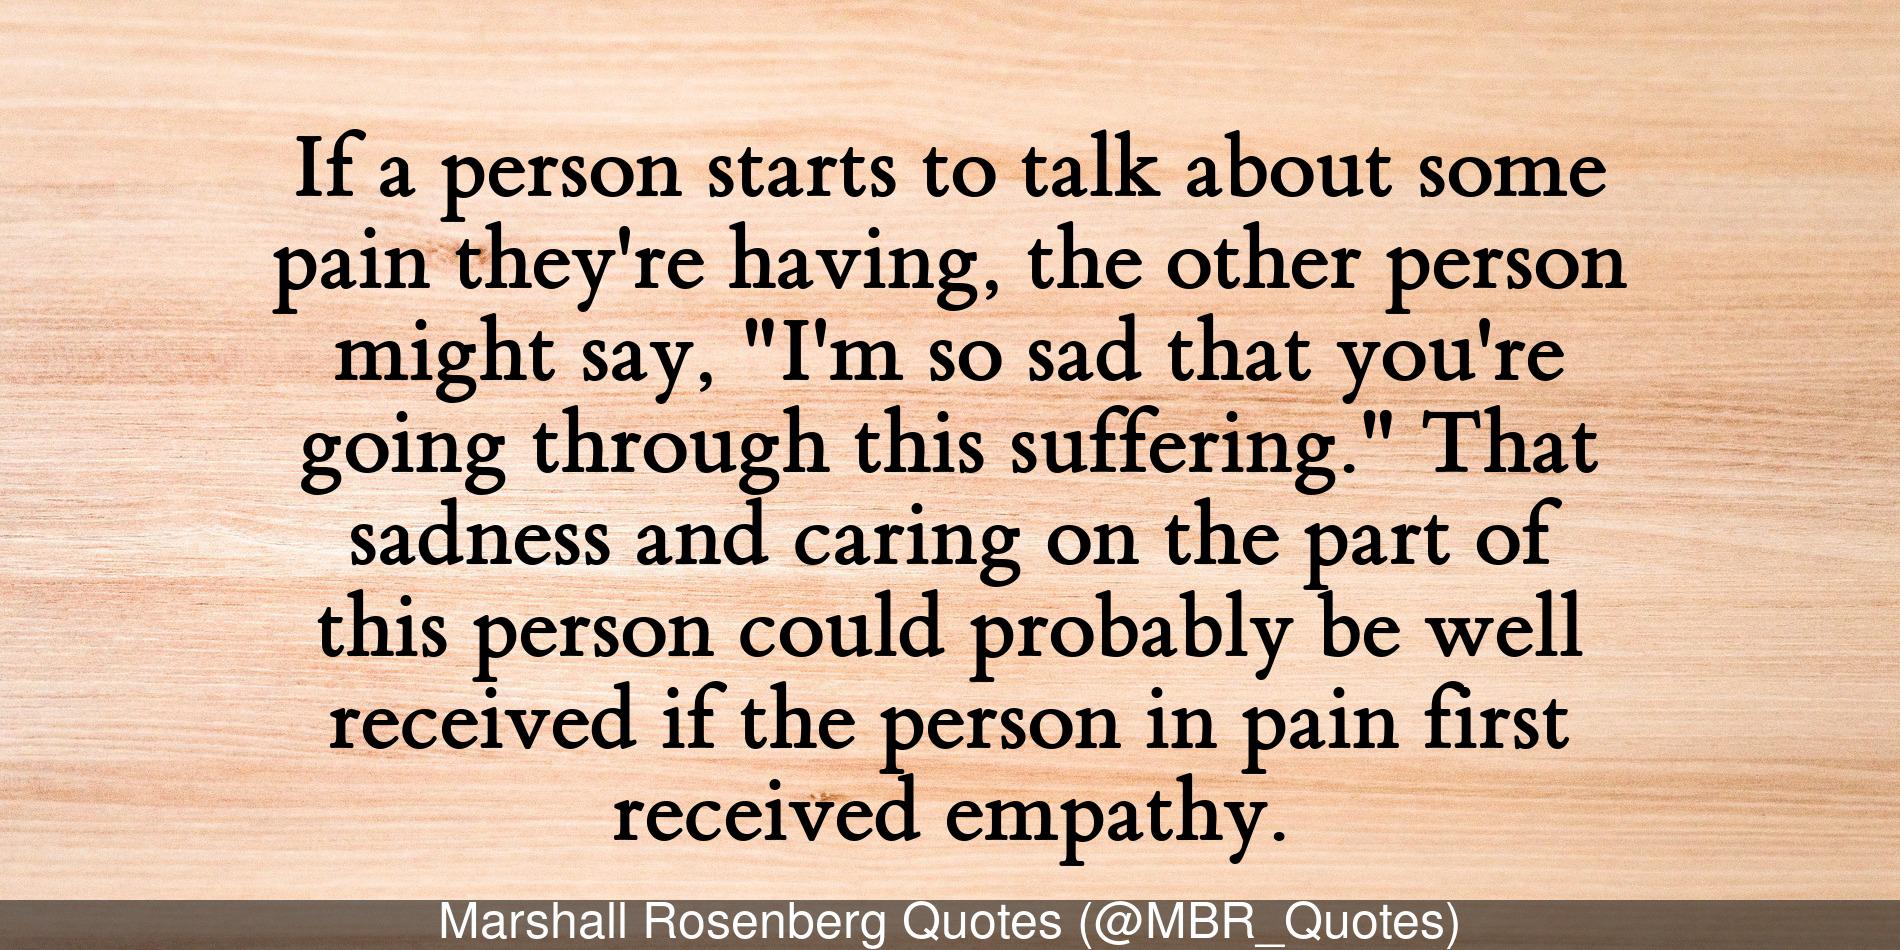 If a person starts to talk about some
pain they're having, the other person
might say, "I'm so sad that you're
going through this suffering." That
sadness and caring on the part of
this person could probably be well
received if the person in pain first
received empathy.
Marshall Rosenberg Quotes (@MBR_Quotes)